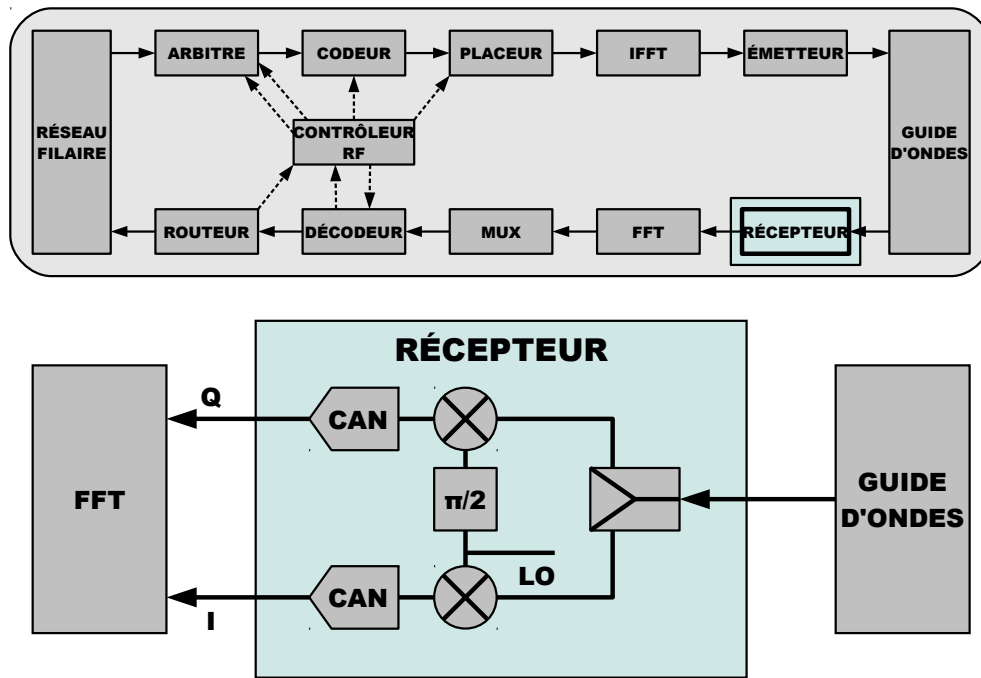 RÉSEAU
FILAIRE
ARBITRE
CODEUR
PLACEUR
IFFT
ÉMETTEUR
GUIDE
D'ONDES
CONTRÔLEUR
RF
ROUTEUR
DÉCODEUR
MUX
FFT
RÉCEPTEUR
RÉCEPTEUR
FFT
Q
CAN
π/2
LO
CAN
I
GUIDE
D'ONDES